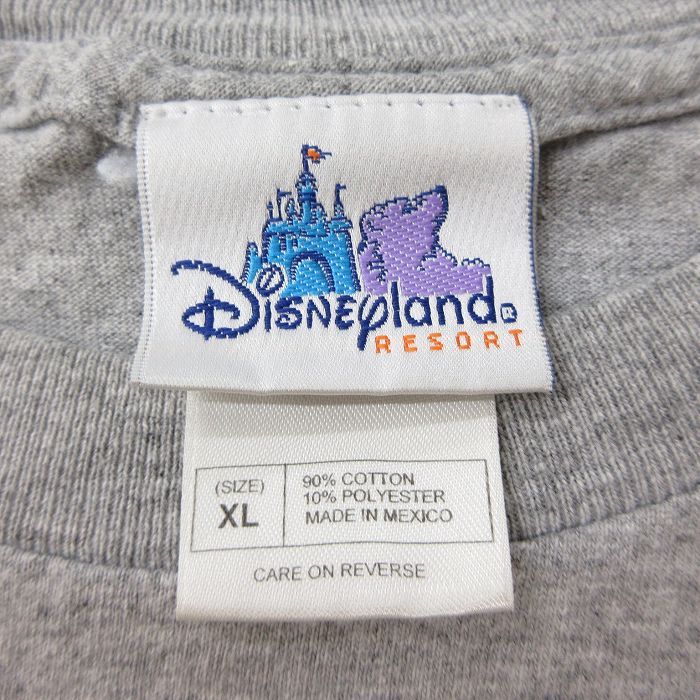 Disneyland®
RESORT
(SIZE)
XL
90% COTTON
10% POLYESTER
MADE IN MEXICO
CARE ON REVERSE